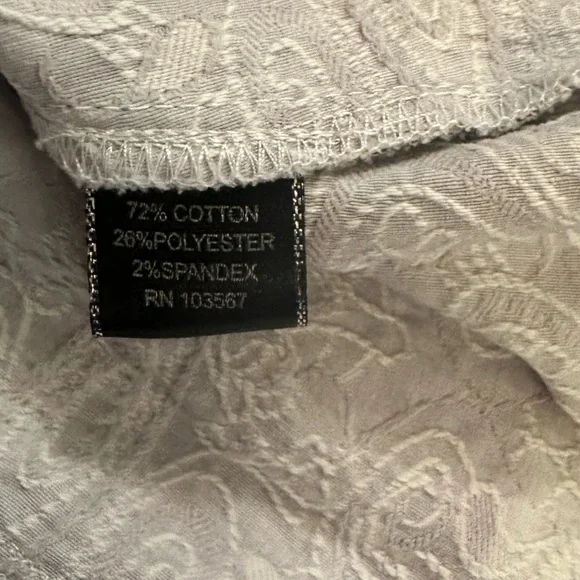 72% COTTON
26%POLYESTER
2%SPANDEX
RN 103567